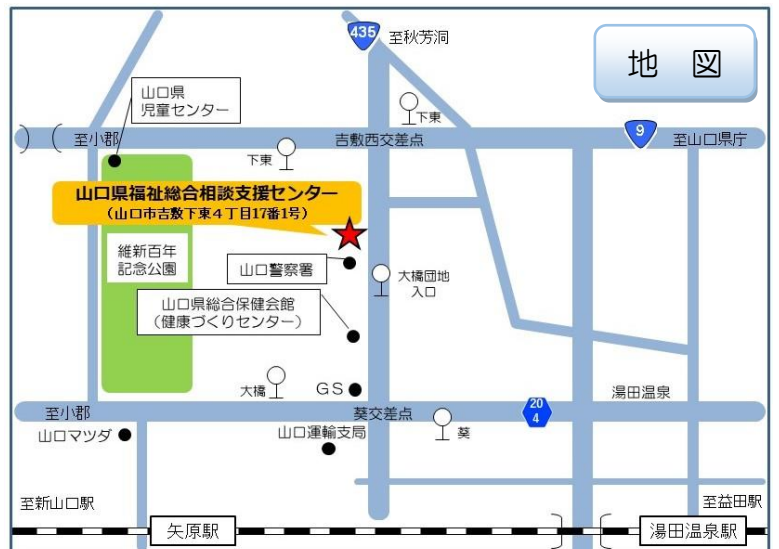 435
至秋芳洞
地 図
山口県
児童センター
下東
至小郡
下東
吉敷西交差点
9
至山口県庁
山口県福祉総合相談支援センター
（山口市吉敷下東４丁目17番1号）
維新百年
記念公園
山口警察署
大橋団地
入口
山口県総合保健会館
（健康づくりセンター）
大橋
ＧＳ
湯田温泉
20
4
至小郡
葵交差点
山口マツダ
山口運輸支局
葵
至新山口駅
至益田駅
矢原駅
湯田温泉駅